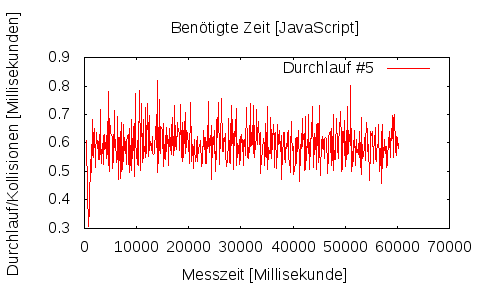 Benötigte Zeit [JavaScript]
Durchlauf/Kollisionen [Millisekunden]
Durchlauf #5
0.9
0.8
0.7
0.6
0.5
0.4
0.3
0 10000 20000 30000 40000 50000 60000 70000
Messzeit [Millisekunde]